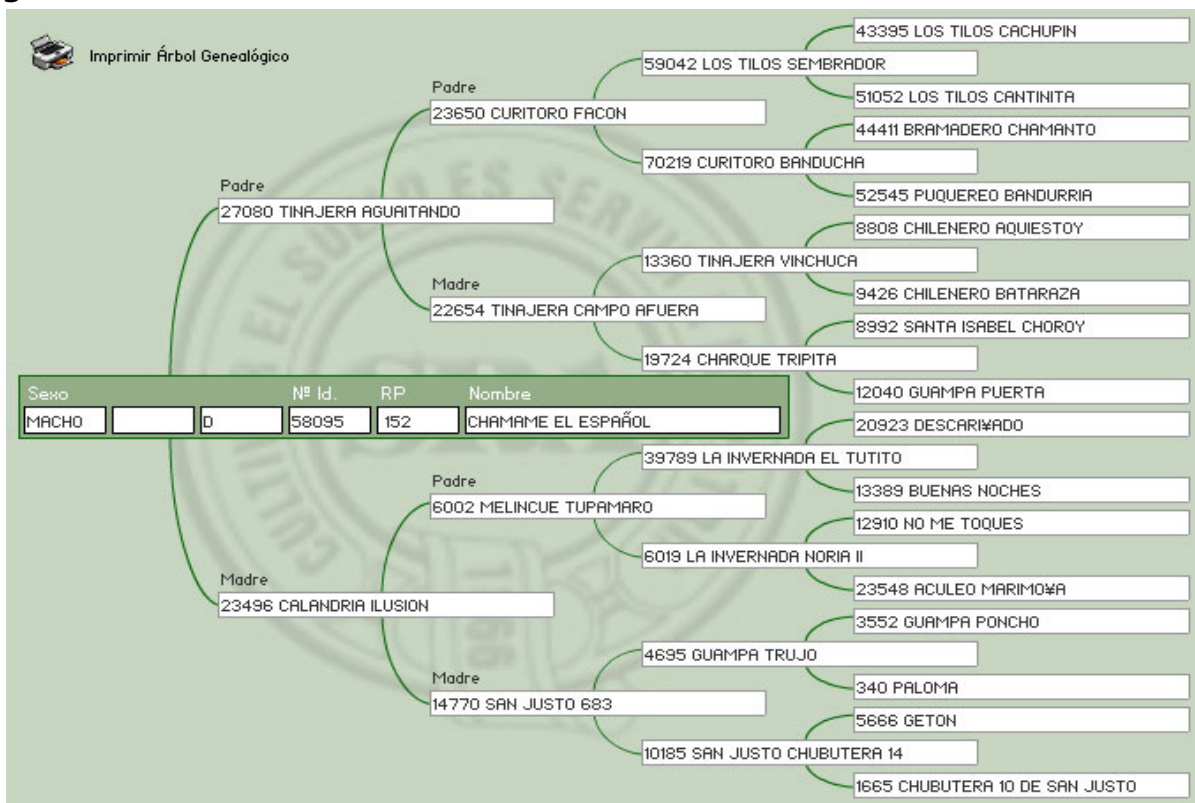 Imprimir Árbol Genealógico
43395 LOS TILOS CACHUPIN
59042 LOS TILOS SEMBRADOR
Padre
51052 LOS TILOS CANTINITA
23650 CURITORO FACON
44411 BRAMADERO CHAMANTO
70219 CURITORO BANDUCHA
Padre
52545 PUQUEREO BANDURRIA
27080 TINAJERA AGUAITANDO
8808 CHILENERO AQUIESTOY
13360 TINAJERA VINCHUCA
Madre
9426 CHILENERO BATARAZA
22654 TINAJERA CAMPO AFUERA
8992 SANTA ISABEL CHOROY
19724 CHARQUE TRIPITA
12040 GUAMPA PUERTA
Sexo Nº Id. RP Nombre
MACHO D 58095 152 CHAMAME EL ESPAÑOL
20923 DESCARI¥ADO
39789 LA INVERNADA EL TUTITO
Padre
13389 BUENAS NOCHES
6002 MELINCUE TUPAMARO
12910 NO ME TOQUES
6019 LA INVERNADA NORIA II
Madre
23548 ACULEO MARIMO¥A
23496 CALANDRIA ILUSION
3552 GUAMPA PONCHO
4695 GUAMPA TRUJO
Madre
340 PALOMA
14770 SAN JUSTO 683
5666 GETON
10185 SAN JUSTO CHUBUTERA 14
1665 CHUBUTERA 10 DE SAN JUSTO